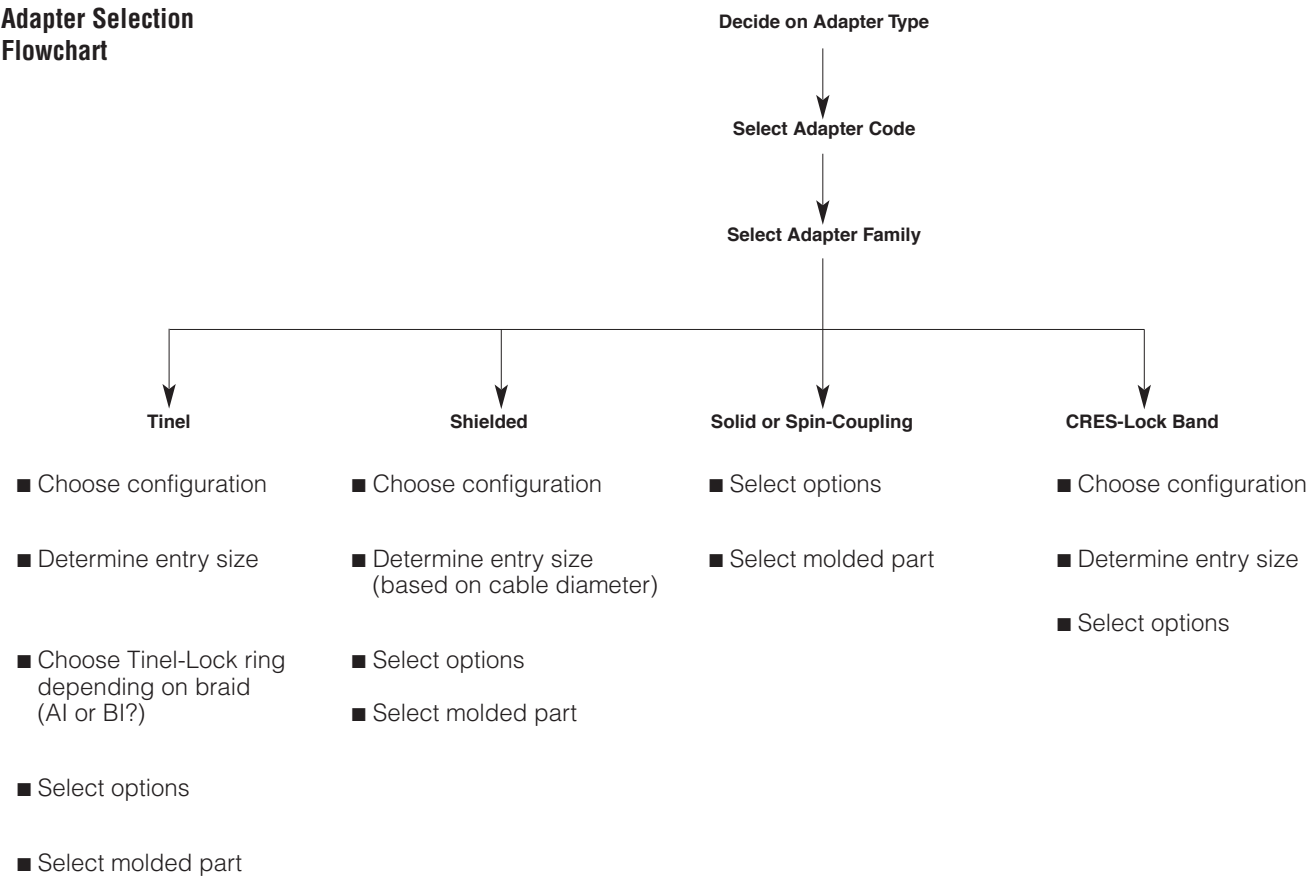 Adapter Selection
Flowchart
Decide on Adapter Type
Select Adapter Code
Select Adapter Family
Tinel
■ Choose configuration
■ Determine entry size
■ Choose Tinel-Lock ring
depending on braid
(AI or BI?)
■ Select options
■ Select molded part
Shielded
■ Choose configuration
■ Determine entry size
(based on cable diameter)
■ Select options
■ Select molded part
Solid or Spin-Coupling
■ Select options
■ Select molded part
CRES-Lock Band
■ Choose configuration
■ Determine entry size
■ Select options